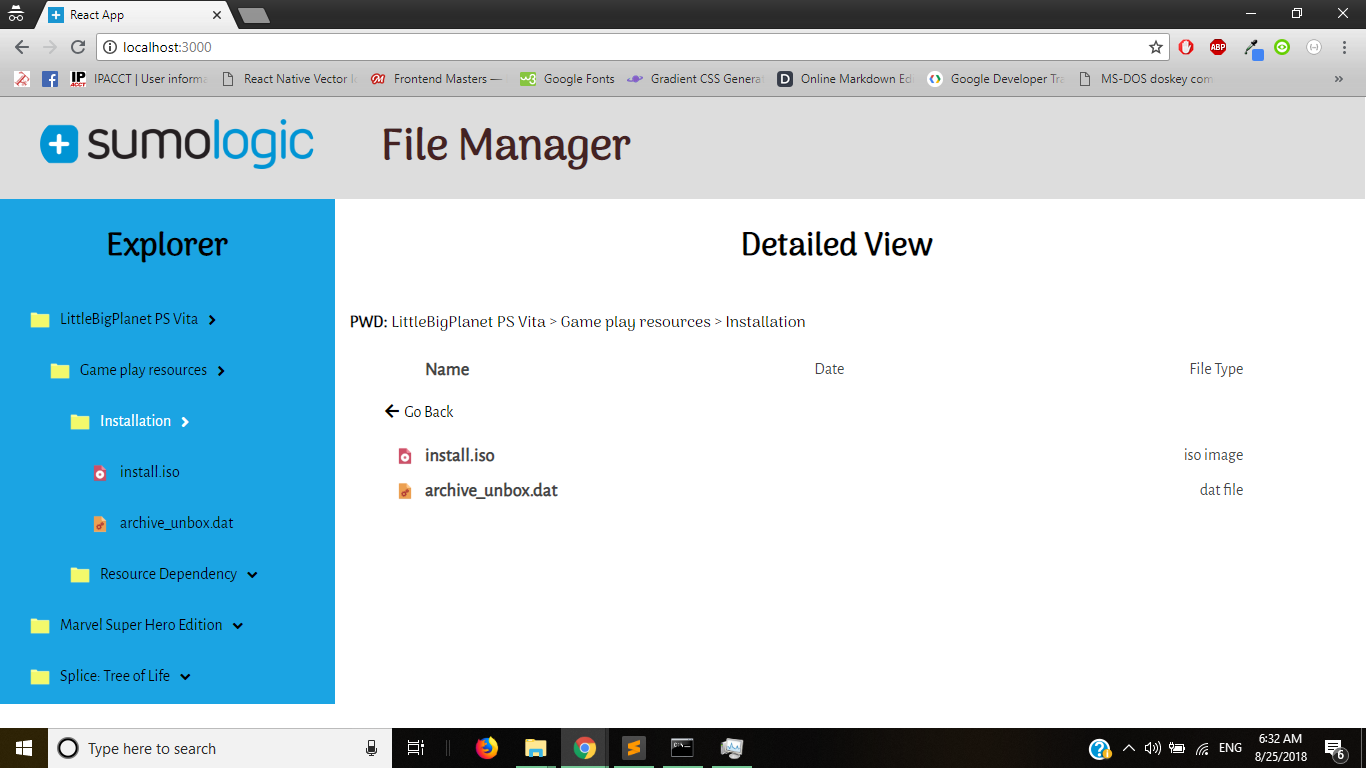 React App
localhost:3000
IPACCT | User informa
React Native Vector I
Frontend Masters —
Google Fonts
Gradient CSS Genera
Online Markdown Ed
Google Developer Tra
MS-DOS doskey com
»
sumologic
File Manager
Explorer
LittleBigPlanet PS Vita
Game play resources
Installation
install.iso
archive_unbox.dat
Resource Dependency
Marvel Super Hero Edition
Splice: Tree of Life
Detailed View
PWD: LittleBigPlanet PS Vita > Game play resources > Installation
Name Date File Type
Go Back
install.iso iso image
archive_unbox.dat dat file
Type here to search
ENG
6:32 AM
8/25/2018
6